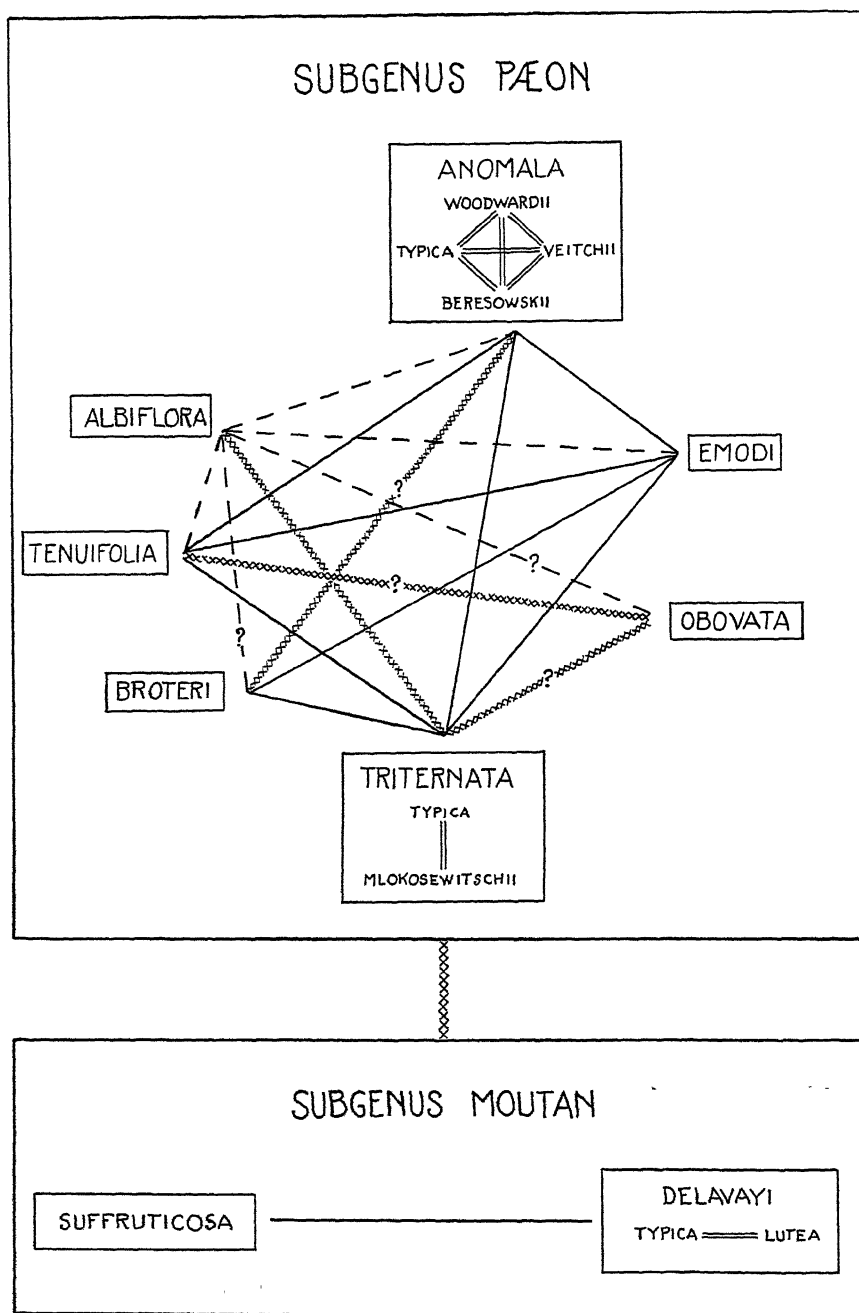 SUBGENUS PÆON
ANOMALA
WOODWARDII
TYPICA VEITCHII
BERESOWSKII
ALBIFLORA
EMODI
?
TENUIFOLIA
?
?
OBOVATA
?
BROTERI
?
TRITERNATA
TYPICA
MLOKOSEWITSCHII
SUBGENUS MOUTAN
SUFFRUTICOSA
DELAVAYI
TYPICA LUTEA